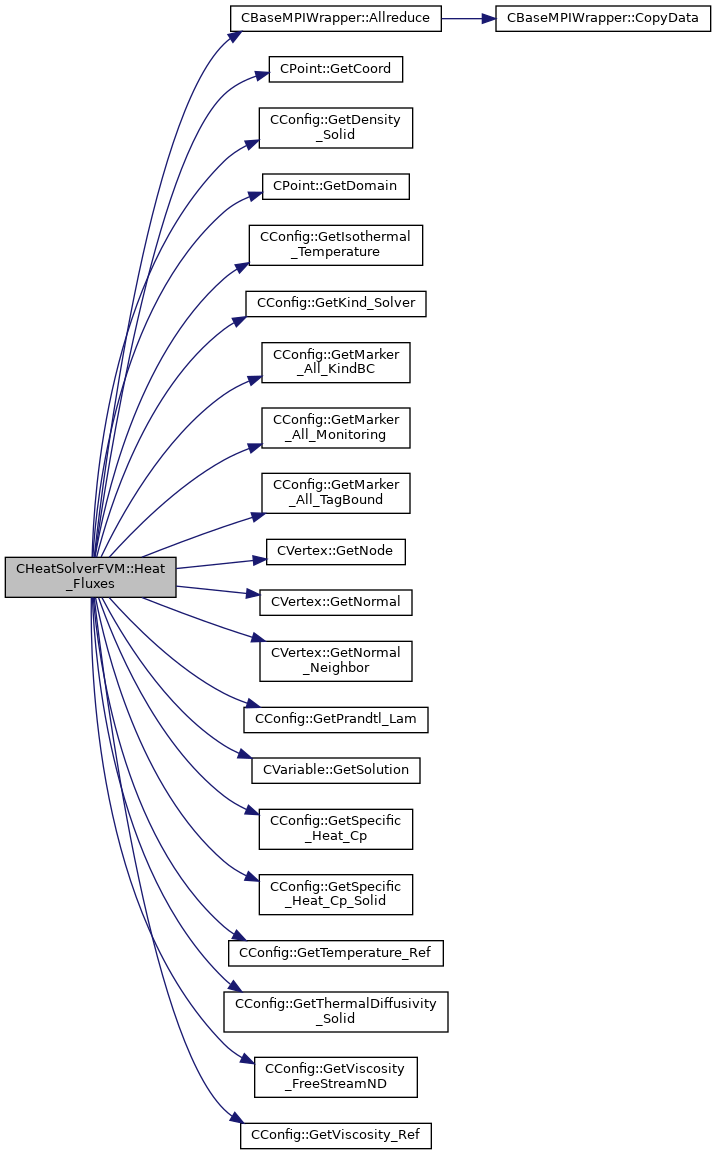 CBaseMPIWrapper::Allreduce
CBaseMPIWrapper::CopyData
CPoint::GetCoord
CConfig::GetDensity
_Solid
CPoint::GetDomain
CConfig::GetIsothermal
_Temperature
CConfig::GetKind_Solver
CConfig::GetMarker
_All_KindBC
CConfig::GetMarker
_All_Monitoring
CConfig::GetMarker
_All_TagBound
CVertex::GetNode
CHeatSolverFVM::Heat
_Fluxes
CVertex::GetNormal
CVertex::GetNormal
_Neighbor
CConfig::GetPrandtl_Lam
CVariable::GetSolution
CConfig::GetSpecific
_Heat_Cp
CConfig::GetSpecific
_Heat_Cp_Solid
CConfig::GetTemperature_Ref
CConfig::GetThermalDiffusivity
_Solid
CConfig::GetViscosity
_FreeStreamND
CConfig::GetViscosity_Ref